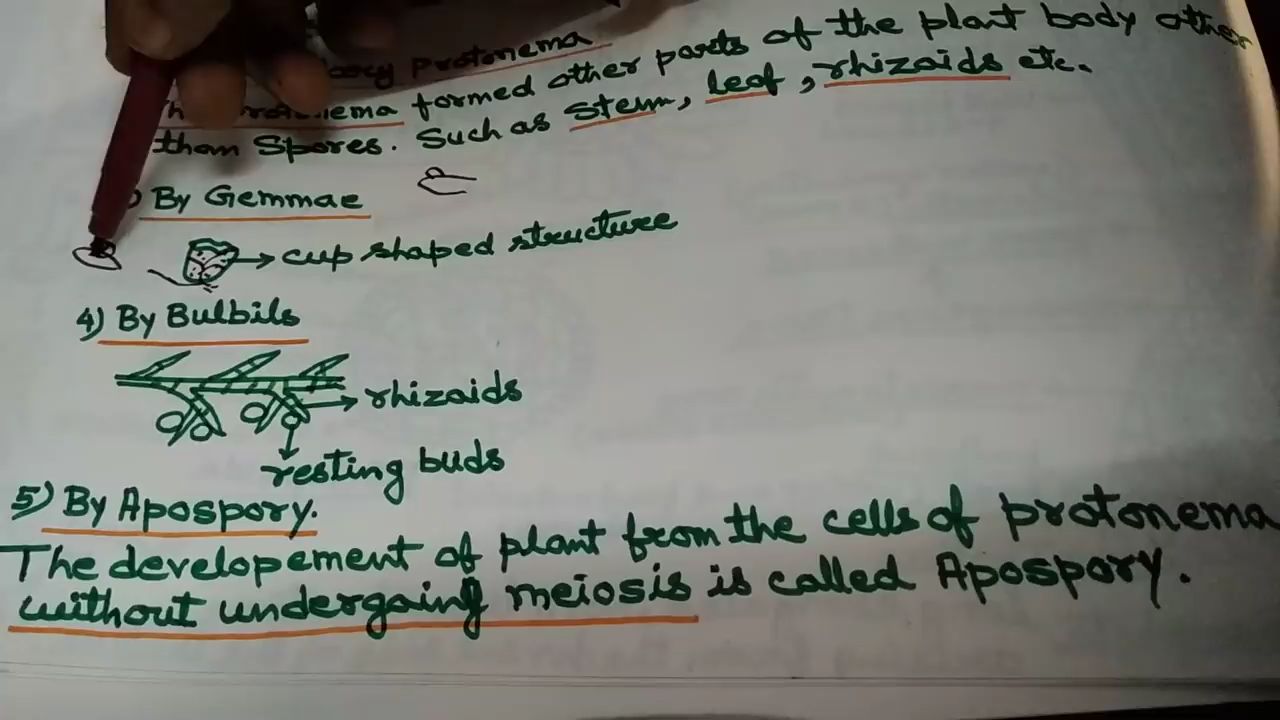 Protonema
formed other parts of the plant body other
than Spores. Such as stem, leaf, rhizaids etc.
By Gemmae
cup shaped structure
4) By Bulbils
rhizaids
resting buds
5) By Apospory.
The developement of plant from the cells of protonema
without undergoing meiosis is called Apospory.